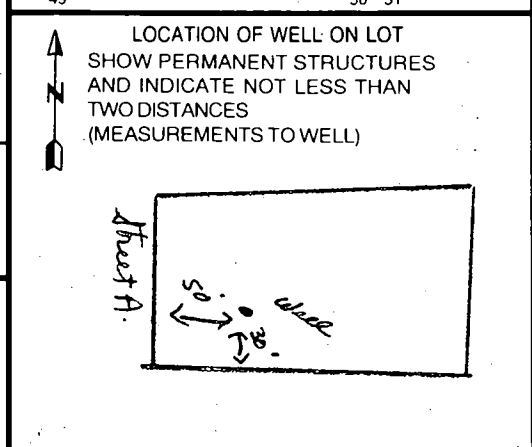 LOCATION OF WELL ON LOT
N
SHOW PERMANENT STRUCTURES
AND INDICATE NOT LESS THAN
TWO DISTANCES
(MEASUREMENTS TO WELL)
Street A.
50'
Well
30'